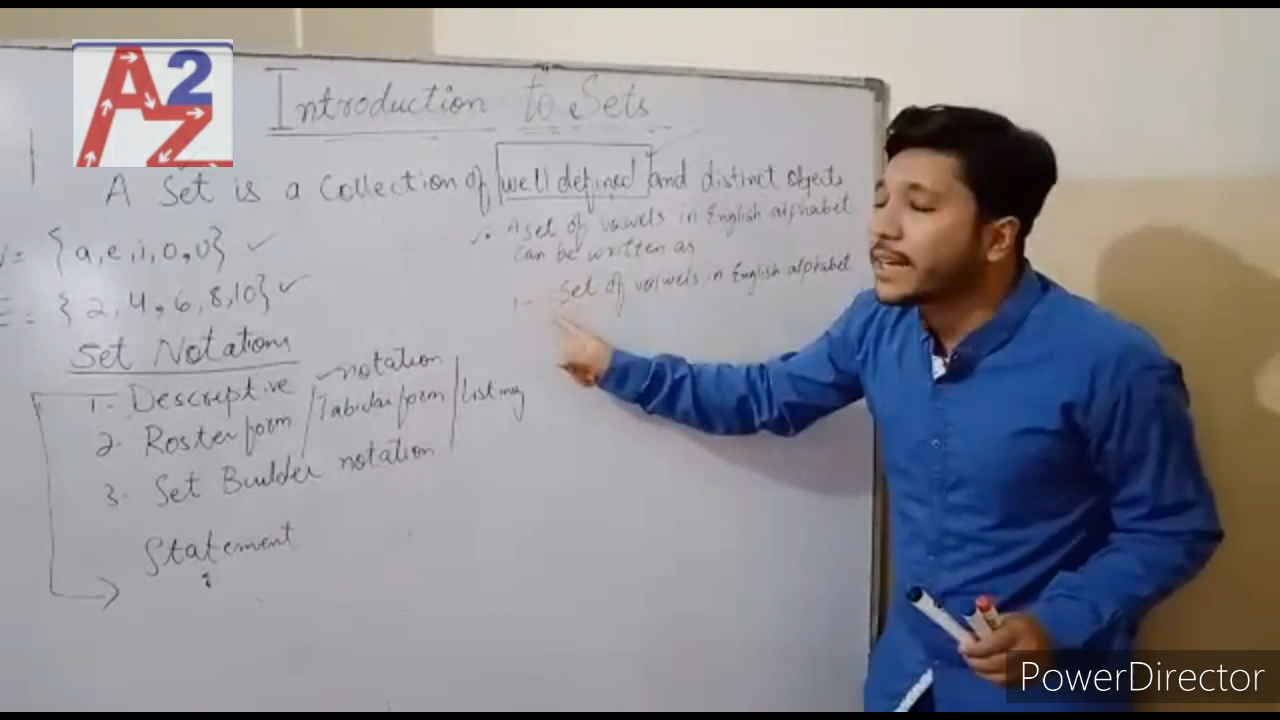 A2Z
Introduction to Sets
A Set is a Collection of well defined and distinct objects
= {a, e, i, o, u} ✓
E = {2, 4, 6, 8, 10} ✓
A set of vowels in English alphabet
can be written as
1- Set of vowels in English alphabet
Set Notations
1- Descriptive notation
2- Roster form / Tabular form / Listing
3- Set Builder notation
Statement
PowerDirector